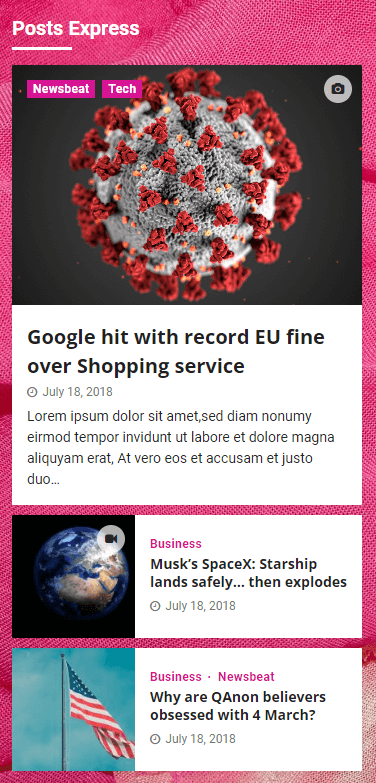 Posts Express
Newsbeat Tech
Google hit with record EU fine
over Shopping service
July 18, 2018
Lorem ipsum dolor sit amet,sed diam nonumy
eirmod tempor invidunt ut labore et dolore magna
aliquyam erat, At vero eos et accusam et justo
duo...
Business
Musk's SpaceX: Starship
lands safely... then explodes
July 18, 2018
Business · Newsbeat
Why are QAnon believers
obsessed with 4 March?
July 18, 2018